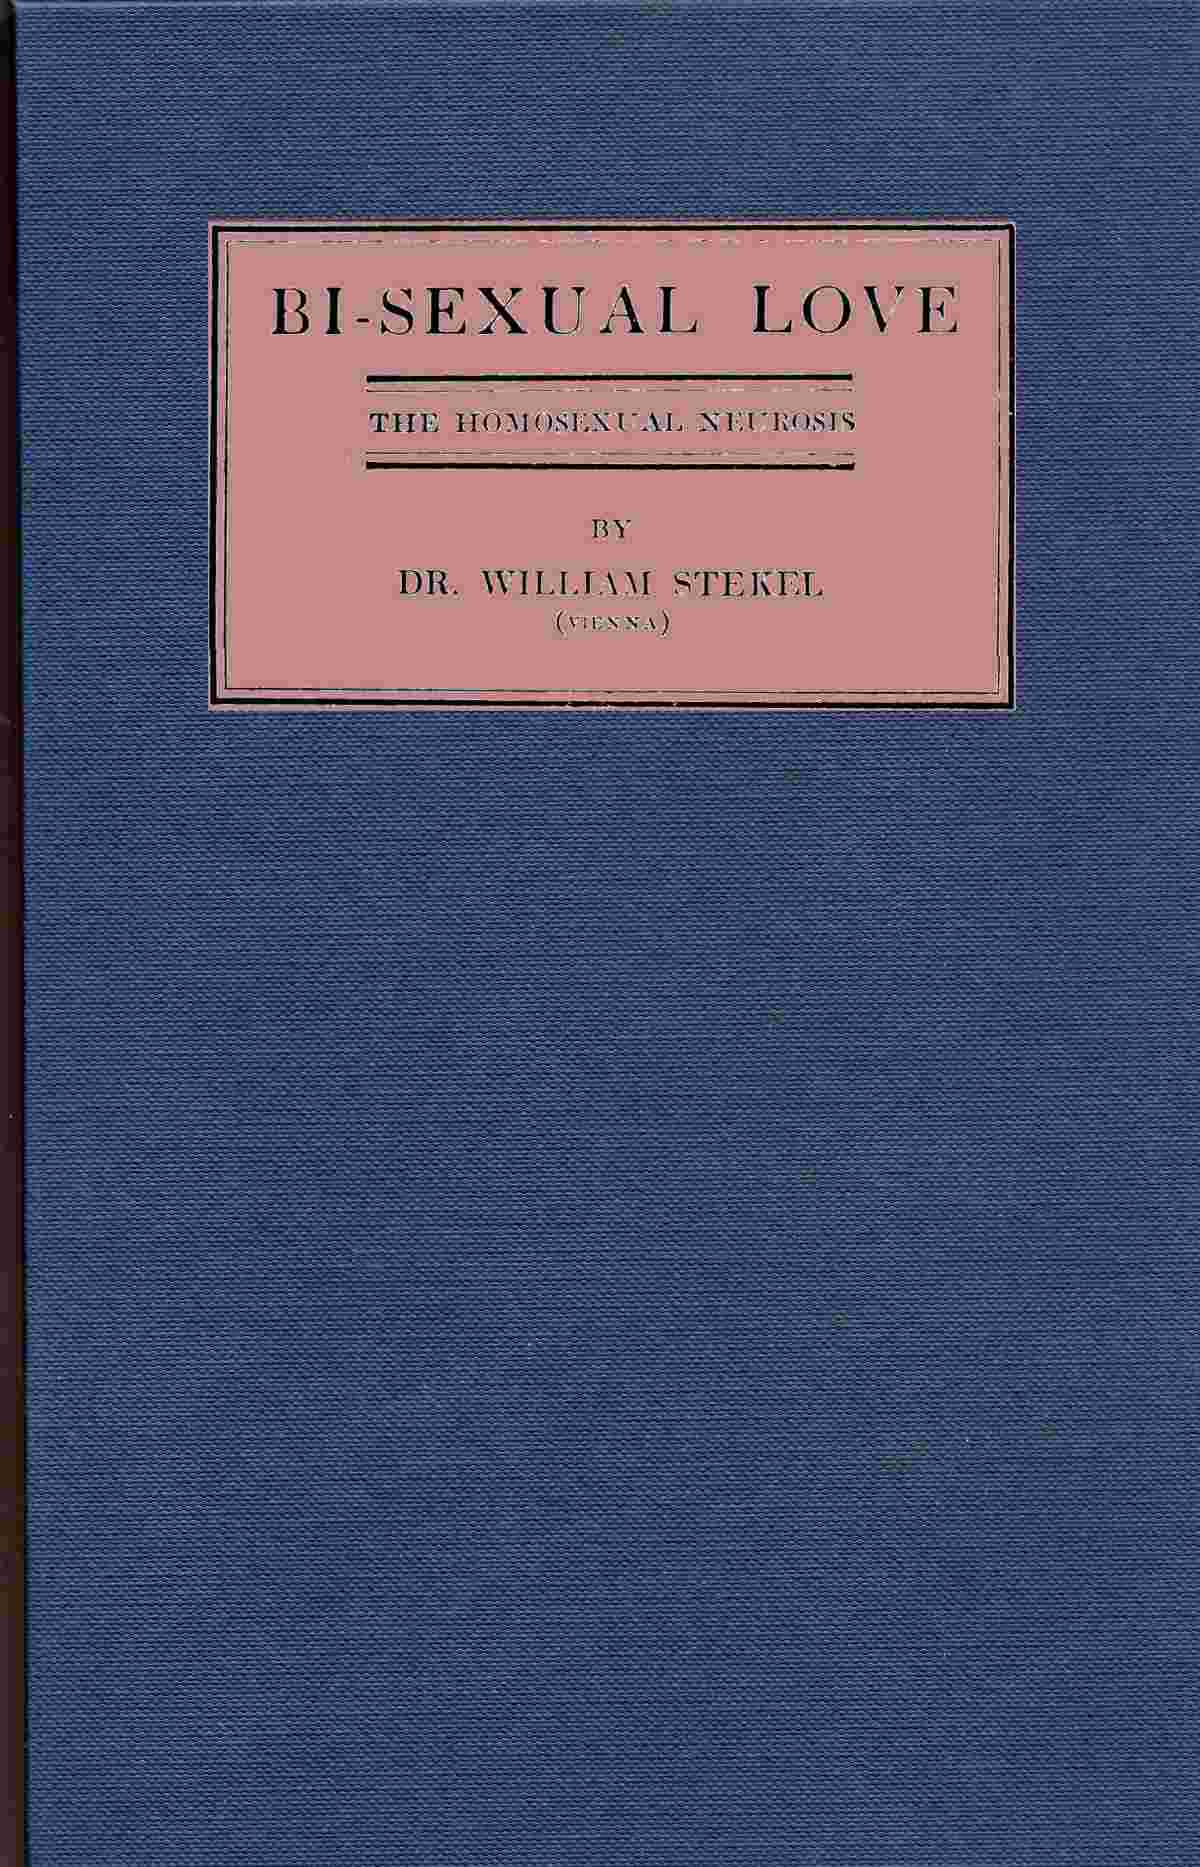 BI-SEXUAL LOVE
THE HOMOSEXUAL NEUROSIS
BY
DR. WILLIAM STEKEL
(VIENNA)